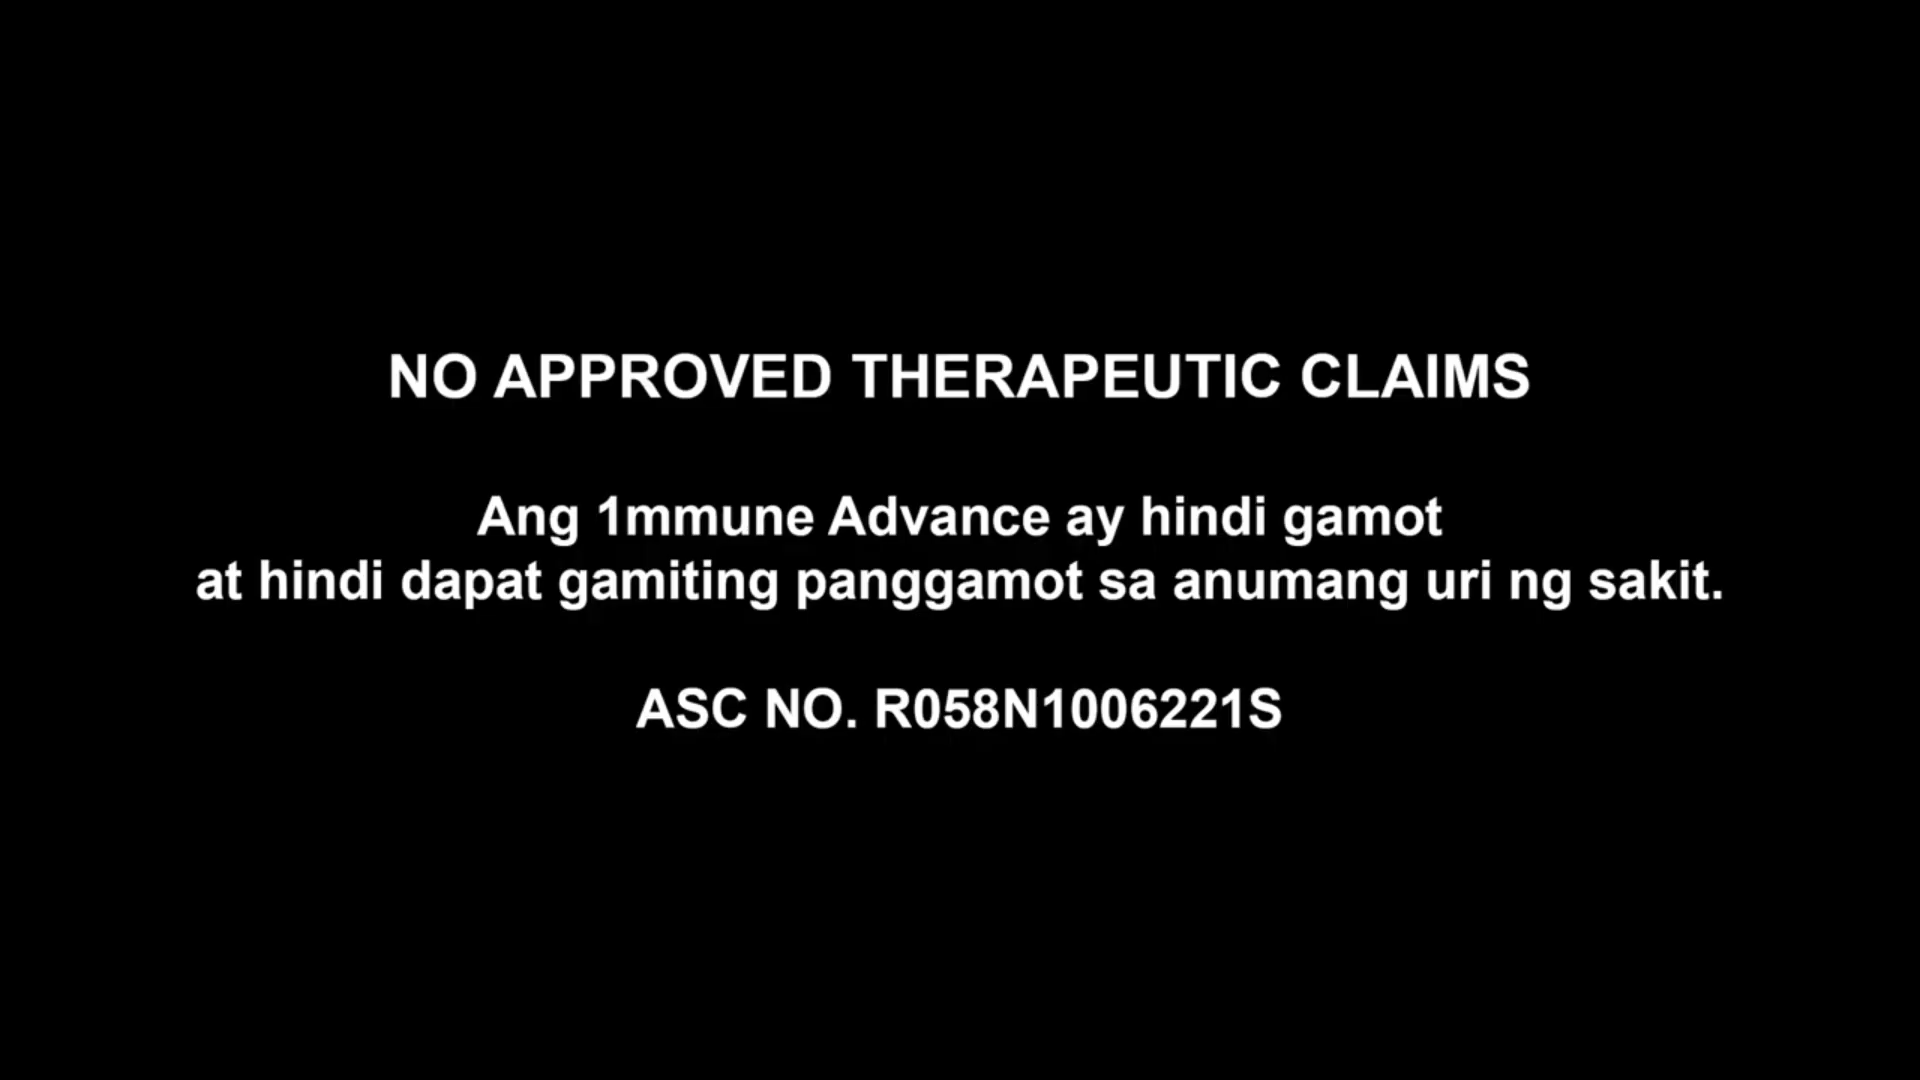 NO APPROVED THERAPEUTIC CLAIMS
Ang 1mmune Advance ay hindi gamot
at hindi dapat gamiting panggamot sa anumang uri ng sakit.
ASC NO. R058N1006221S